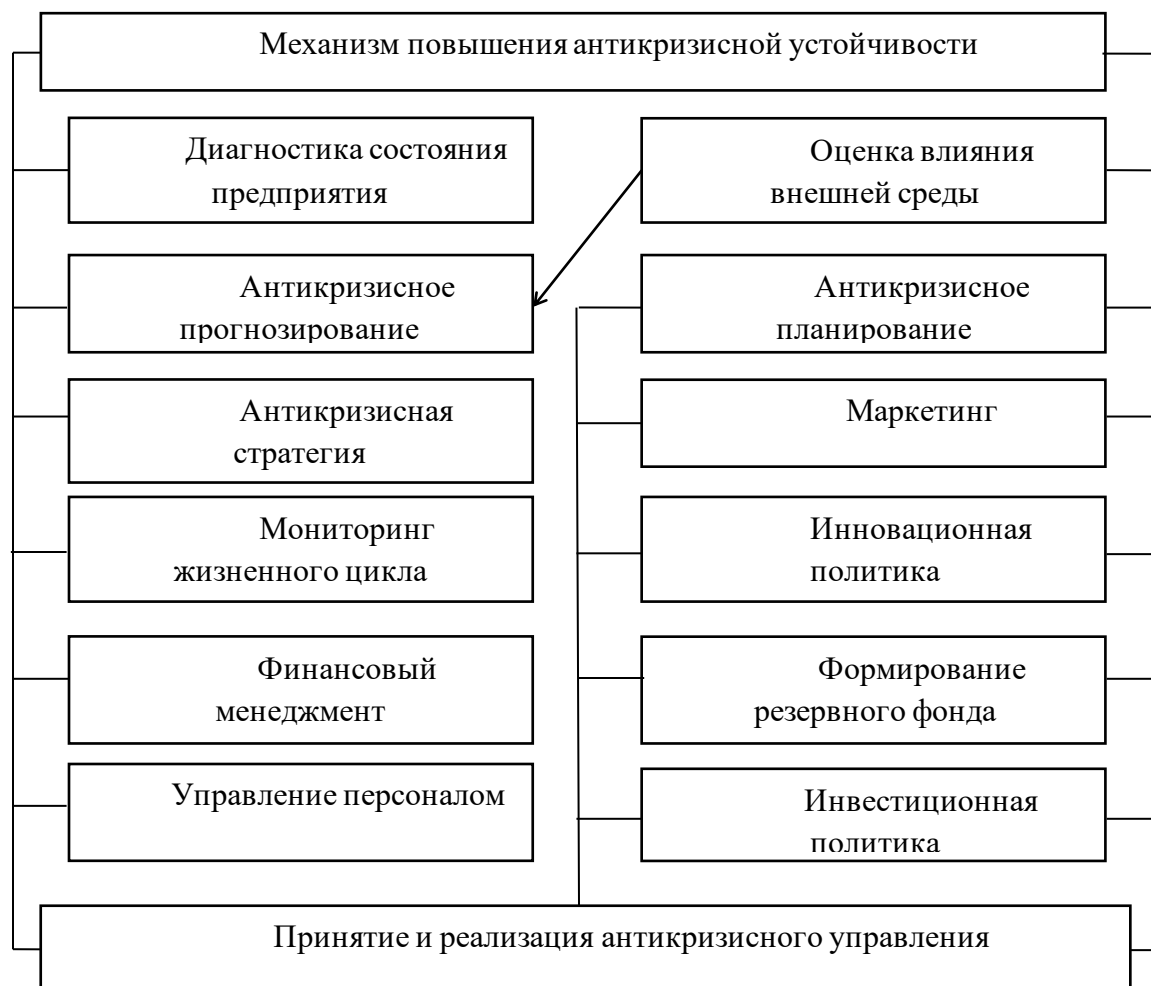 Механизм повышения антикризисной устойчивости
Диагностика состояния
предприятия
Оценка влияния
внешней среды
Антикризисное
прогнозирование
Антикризисное
планирование
Антикризисная
стратегия
Маркетинг
Мониторинг
жизненного цикла
Инновационная
политика
Финансовый
менеджмент
Формирование
резервного фонда
Управление персоналом
Инвестиционная
политика
Принятие и реализация антикризисного управления